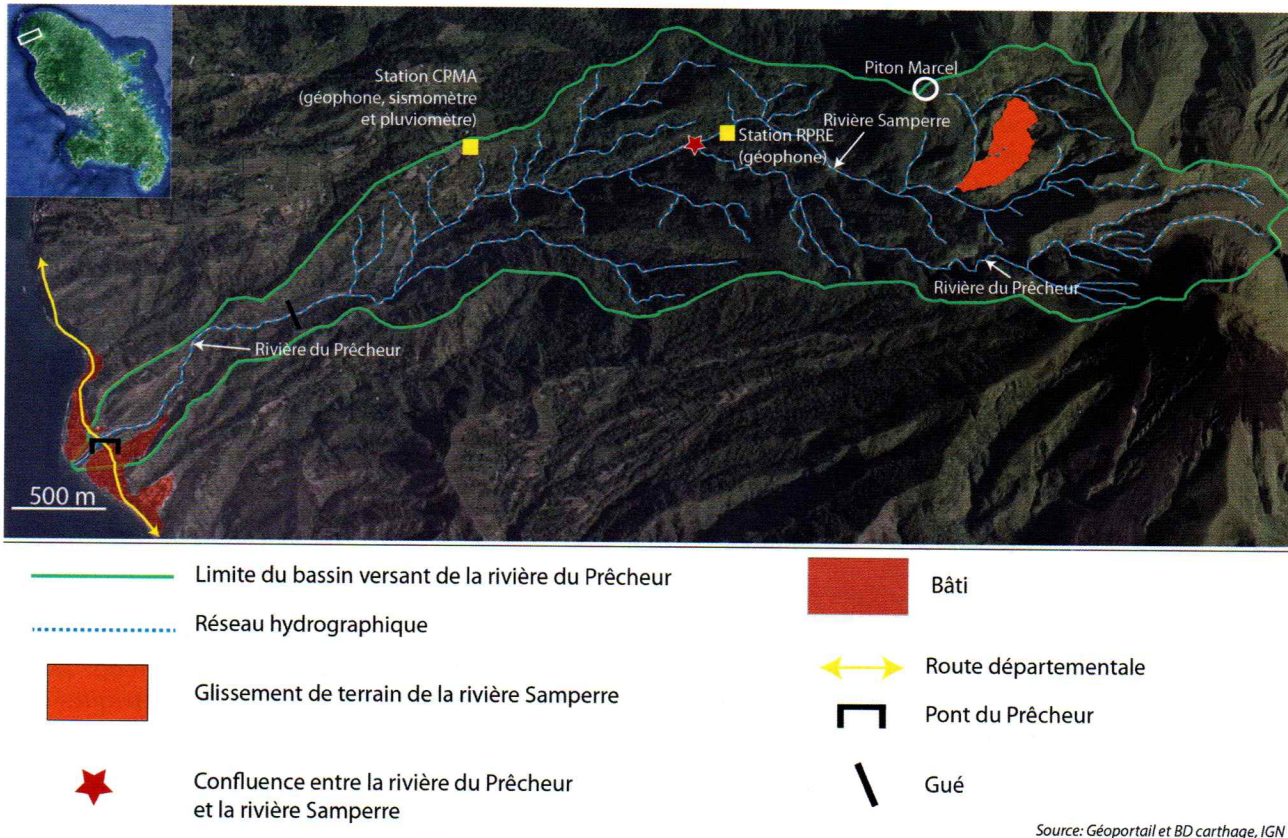 Station CPMA
(géophone, sismomètre
et pluviomètre)
Piton Marcel
Rivière Samperre
Station RPRE
(géophone)
Rivière du Prêcheur
Rivière du Prêcheur
500 m
Limite du bassin versant de la rivière du Prêcheur
Réseau hydrographique
Glissement de terrain de la rivière Samperre
Confluence entre la rivière du Prêcheur
et la rivière Samperre
Bâti
Route départementale
Pont du Prêcheur
Gué
Source: Géoportail et BD carthage, IGN